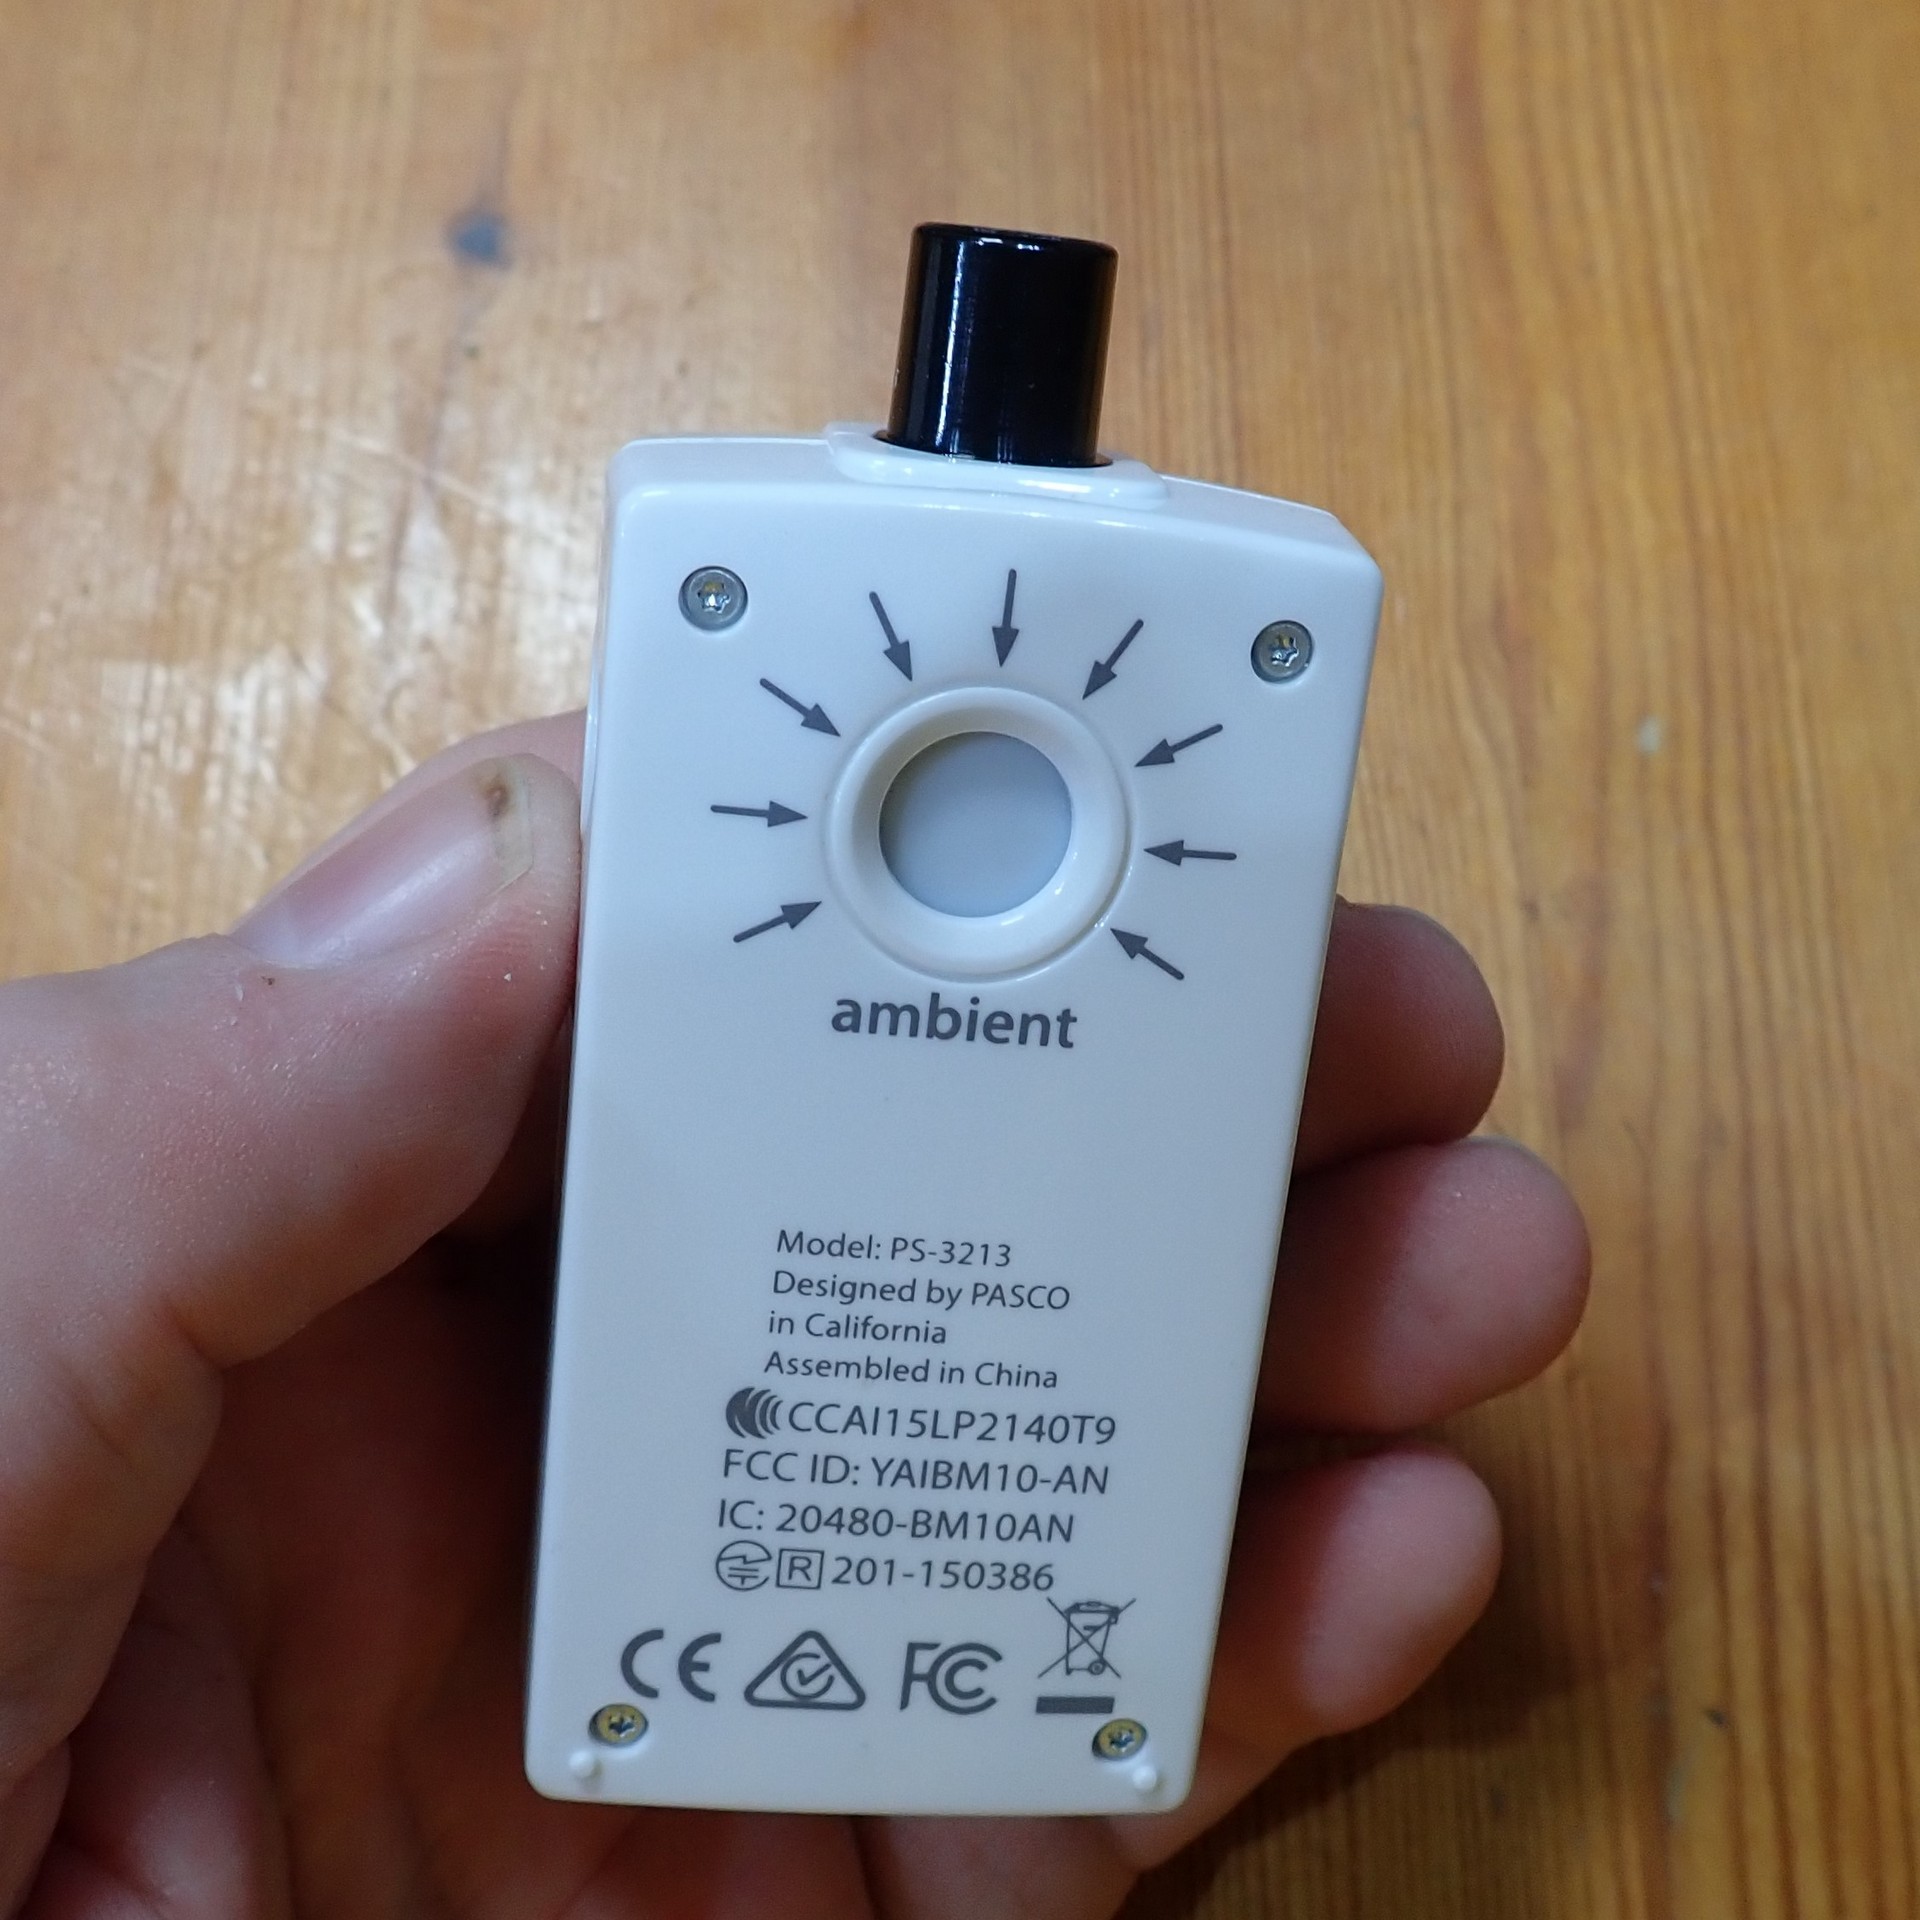 ambient
Model: PS-3213
Designed by PASCO
in California
Assembled in China
CCAI15LP2140T9
FCC ID: YAIBM10-AN
IC: 20480-BM10AN
R 201-150386
CE FC